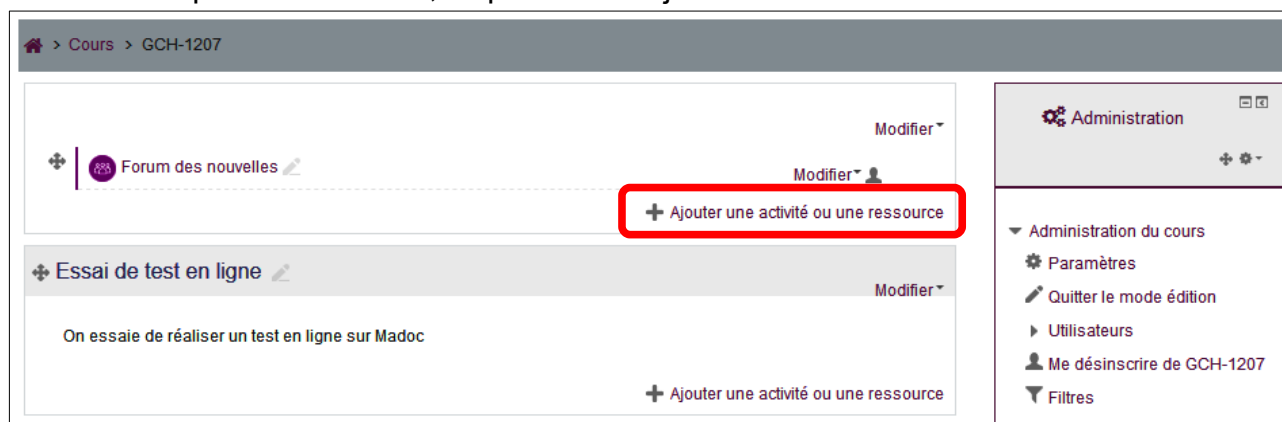 > Cours > GCH-1207
Modifier
Forum des nouvelles
Modifier
Ajouter une activité ou une ressource
Essai de test en ligne
Modifier
On essaie de réaliser un test en ligne sur Madoc
Ajouter une activité ou une ressource
Administration
Administration du cours
Paramètres
Quitter le mode édition
Utilisateurs
Me désinscrire de GCH-1207
Filtres